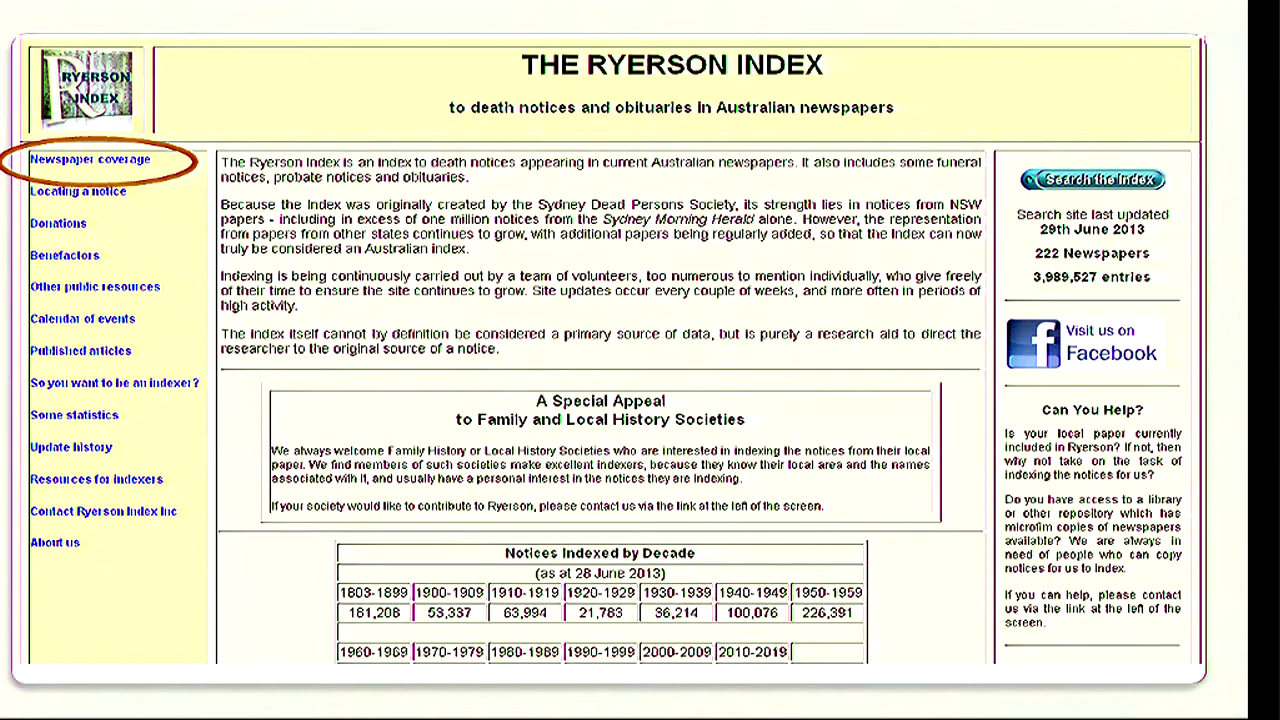 RYERSON
INDEX
THE RYERSON INDEX
to death notices and obituaries in Australian newspapers
Newspaper coverage
Locating a notice
Donations
Benefactors
Other public resources
Calendar of events
Published articles
So you want to be an indexer?
Some statistics
Update history
Resources for indexers
Contact Ryerson Index Inc
About us
The Ryerson Index is an index to death notices appearing in current Australian newspapers. It also includes some funeral
notices, probate notices and obituaries.
Because the Index was originally created by the Sydney Dead Persons Society, its strength lies in notices from NSW
papers - including in excess of one million notices from the Sydney Morning Herald alone. However, the representation
from papers from other states continues to grow, with additional papers being regularly added, so that the Index can now
truly be considered an Australian index.
Indexing is being continuously carried out by a team of volunteers, too numerous to mention individually, who give freely
of their time to ensure the site continues to grow. Site updates occur every couple of weeks, and more often in periods of
high activity.
The Index itself cannot by definition be considered a primary source of data, but is purely a research aid to direct the
researcher to the original source of a notice.
A Special Appeal
to Family and Local History Societies
We always welcome Family History or Local History Societies who are interested in indexing the notices from their local
paper. We find members of such societies make excellent indexers, because they know their local area and the names
associated with it, and usually have a personal interest in the notices they are indexing.
If your society would like to contribute to Ryerson, please contact us via the link at the left of the screen.
Notices Indexed by Decade
(as at 28 June 2013)
1803-1899 1900-1909 1910-1919 1920-1929 1930-1939 1940-1949 1950-1959
181,208 53,337 63,994 21,783 36,214 100,076 226,391
1960-1969 1970-1979 1980-1989 1990-1999 2000-2009 2010-2019
Search the Index
Search site last updated
29th June 2013
222 Newspapers
3,989,527 entries
f
Visit us on
Facebook
Can You Help?
Is your local paper currently
included in Ryerson? If not, then
why not take on the task of
indexing the notices for us?
Do you have access to a library
or other repository which has
microfilm copies of newspapers
available? We are always in
need of people who can copy
notices for us to index.
If you can help, please contact
us via the link at the left of the
screen.